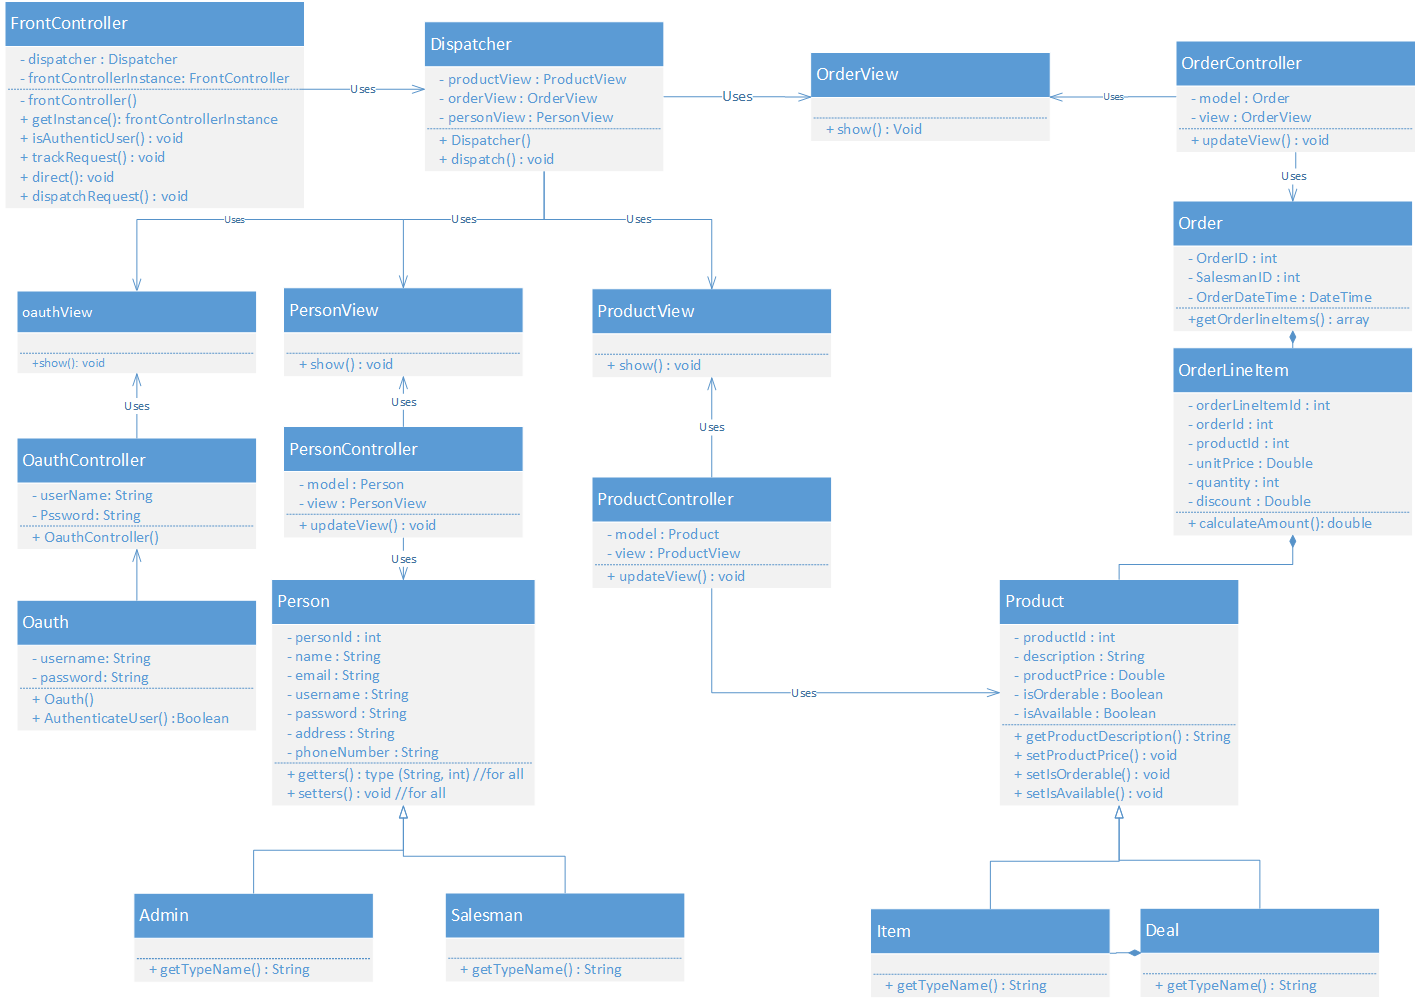 FrontController
- dispatcher : Dispatcher
- frontControllerInstance: FrontController
- frontController()
+ getInstance(): frontControllerInstance
+ isAuthenticUser() : void
+ trackRequest() : void
+ direct(): void
+ dispatchRequest() : void
Uses
Dispatcher
- productView : ProductView
- orderView : OrderView
- personView : PersonView
+ Dispatcher()
+ dispatch() : void
Uses
OrderView
+ show() : Void
Uses
OrderController
- model : Order
- view : OrderView
+ updateView() : void
Uses
Order
- OrderID : int
- SalesmanID : int
- OrderDateTime : DateTime
+getOrderlineItems() : array
Uses
Uses
Uses
oauthView
+show(): void
PersonView
+ show() : void
ProductView
+ show() : void
OrderLineItem
- orderLineItemId : int
- orderId : int
- productId : int
- unitPrice : Double
- quantity : int
- discount : Double
+ calculateAmount(): double
Uses
Uses
Uses
OauthController
- userName: String
- Pssword: String
+ OauthController()
PersonController
- model : Person
- view : PersonView
+ updateView() : void
Uses
ProductController
- model : Product
- view : ProductView
+ updateView() : void
Uses
Oauth
- username: String
- password: String
+ Oauth()
+ AuthenticateUser() :Boolean
Person
- personId : int
- name : String
- email : String
- username : String
- password : String
- address : String
- phoneNumber : String
+ getters() : type (String, int) //for all
+ setters() : void //for all
Product
- productId : int
- description : String
- productPrice : Double
- isOrderable : Boolean
- isAvailable : Boolean
+ getProductDescription() : String
+ setProductPrice() : void
+ setIsOrderable() : void
+ setIsAvailable() : void
Admin
+ getTypeName() : String
Salesman
+ getTypeName() : String
Item
+ getTypeName() : String
Deal
+ getTypeName() : String